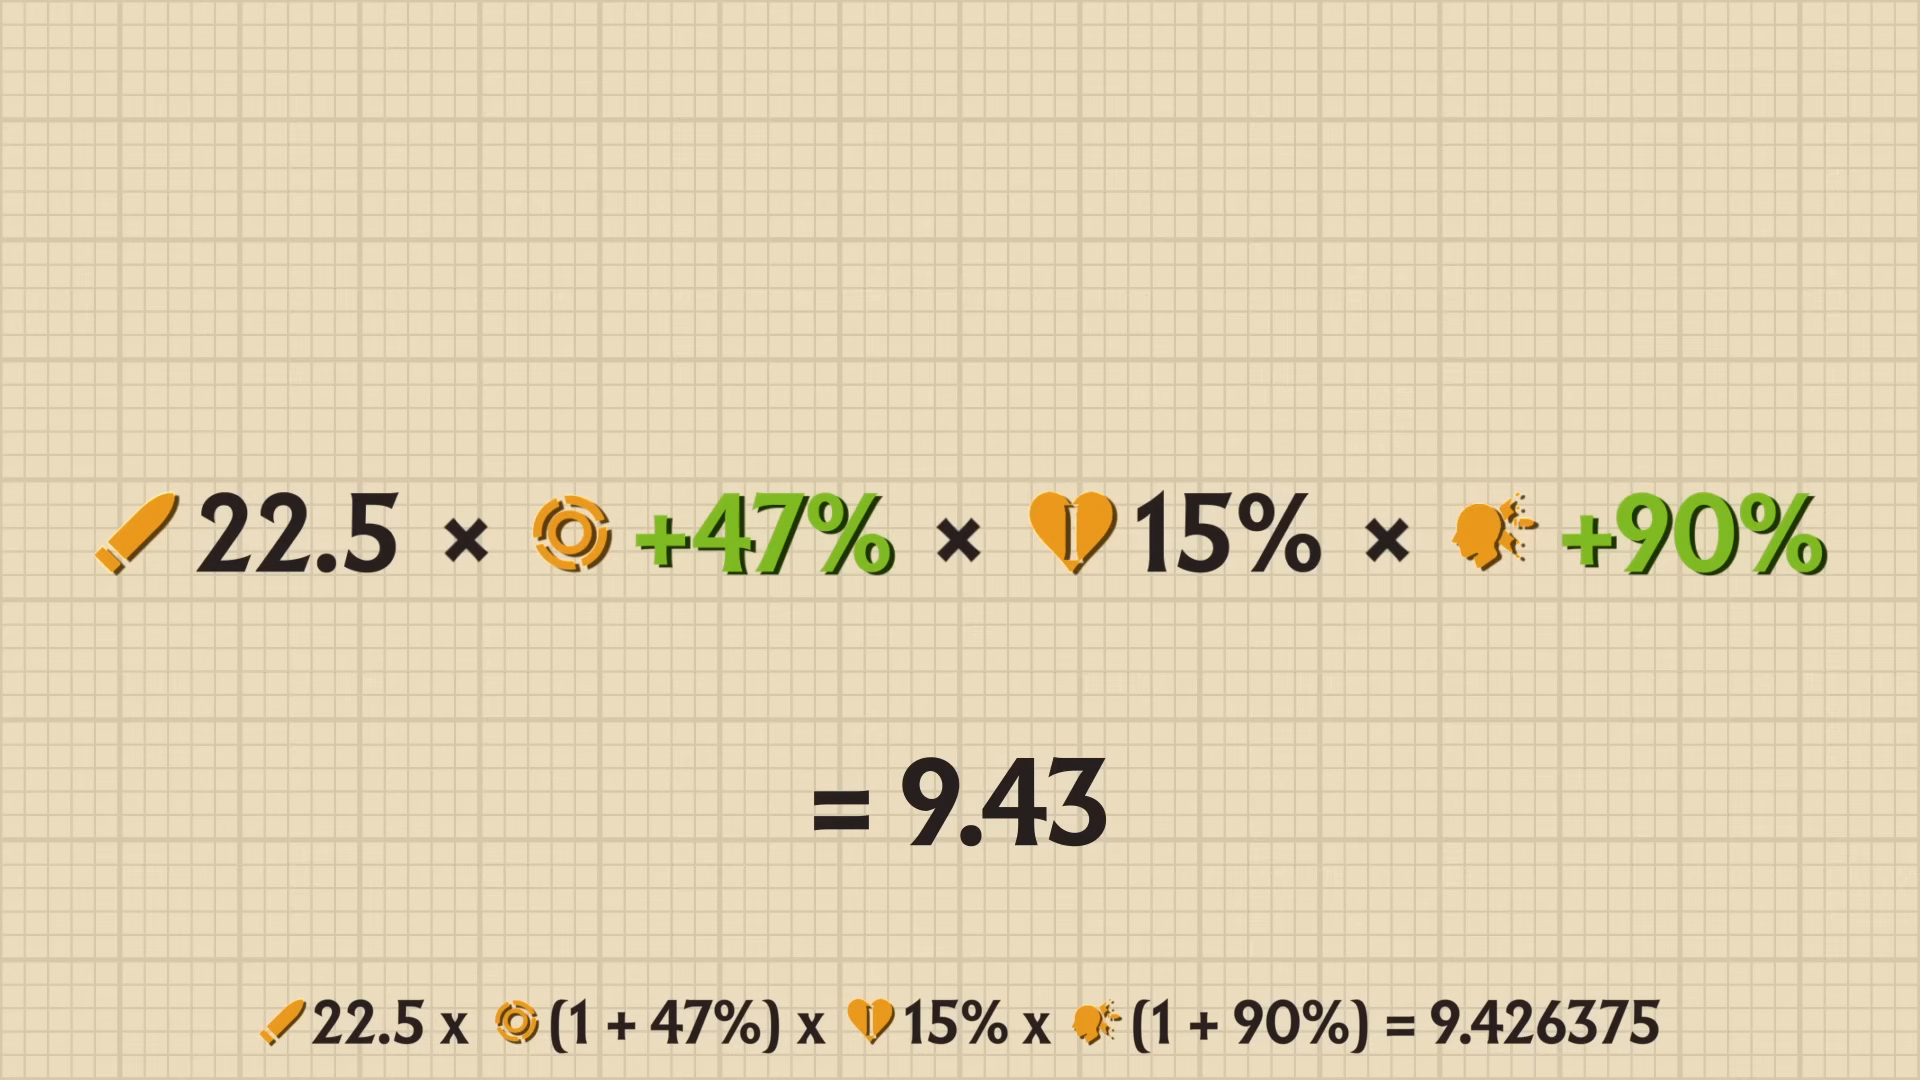 22.5 × +47% × 15% × +90%
= 9.43
22.5 x (1 + 47%) x 15% x (1 + 90%) = 9.426375